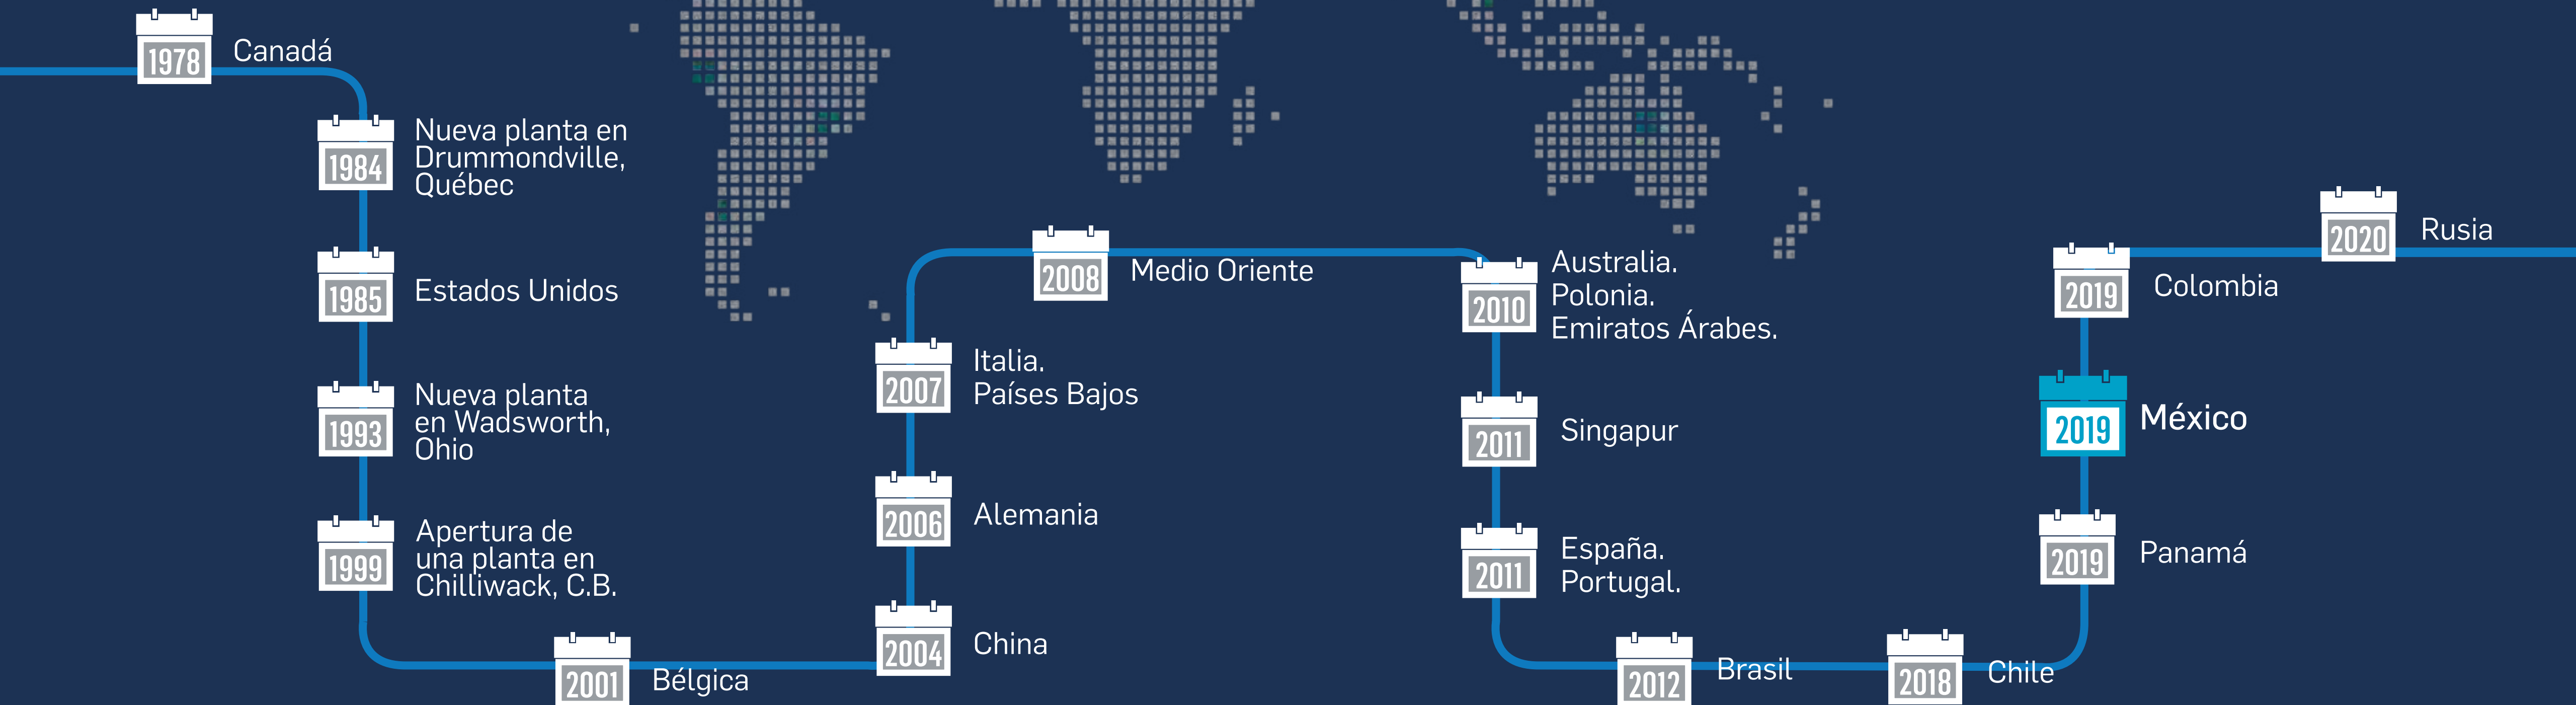 1978
Canadá
1984
Nueva planta en
Drummondville,
Québec
1985
Estados Unidos
1993
Nueva planta
en Wadsworth,
Ohio
1999
Apertura de
una planta en
Chilliwack, C.B.
2001
Bélgica
2004
China
2006
Alemania
2007
Italia.
Países Bajos
2008
Medio Oriente
2010
Australia.
Polonia.
Emiratos Árabes.
2011
Singapur
2011
España.
Portugal.
2012
Brasil
2018
Chile
2019
Panamá
2019
México
2019
Colombia
2020
Rusia